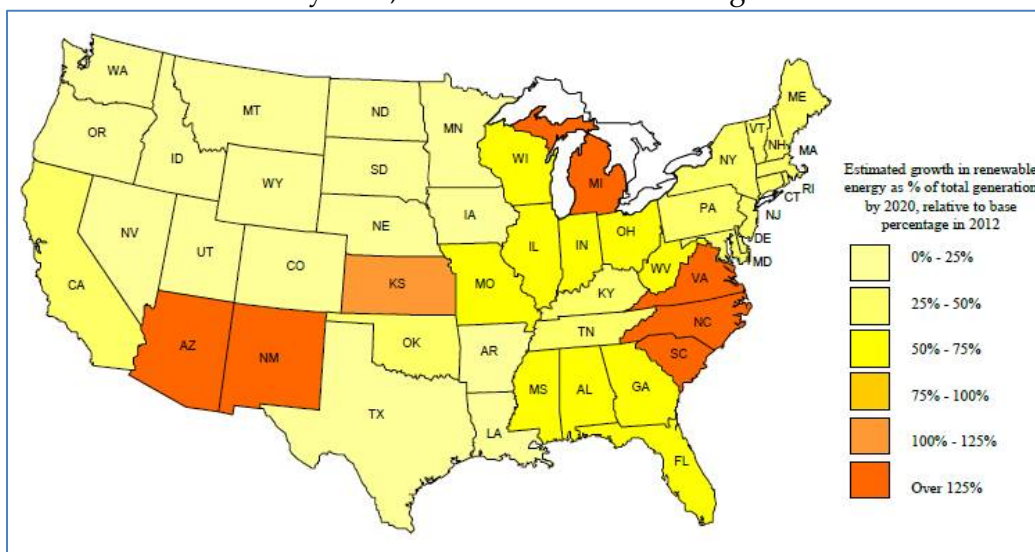 WA
MT
ND
MN
ME
OR
ID
SD
WI
VT
NH
MA
WY
MI
NY
IA
NE
PA
RI
CT
NJ
NV
UT
CO
IL
IN
OH
DE
MD
CA
KS
MO
WV
VA
KY
AZ
NM
OK
AR
TN
NC
SC
TX
LA
MS
AL
GA
FL
Estimated growth in renewable
energy as % of total generation
by 2020, relative to base
percentage in 2012
0% - 25%
25% - 50%
50% - 75%
75% - 100%
100% - 125%
Over 125%